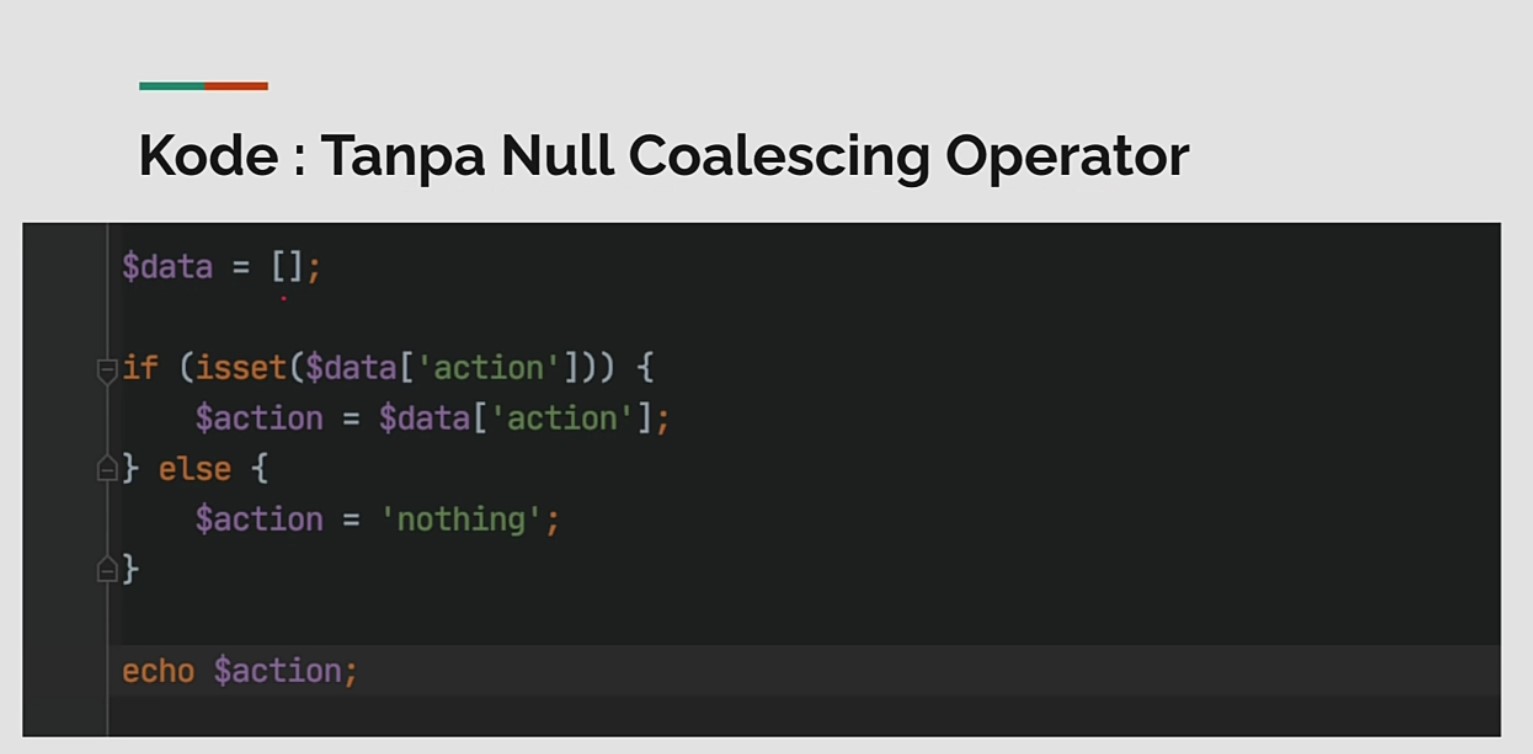 Kode : Tanpa Null Coalescing Operator
$data = [];
if (isset($data['action'])) {
    $action = $data['action'];
} else {
    $action = 'nothing';
}
echo $action;